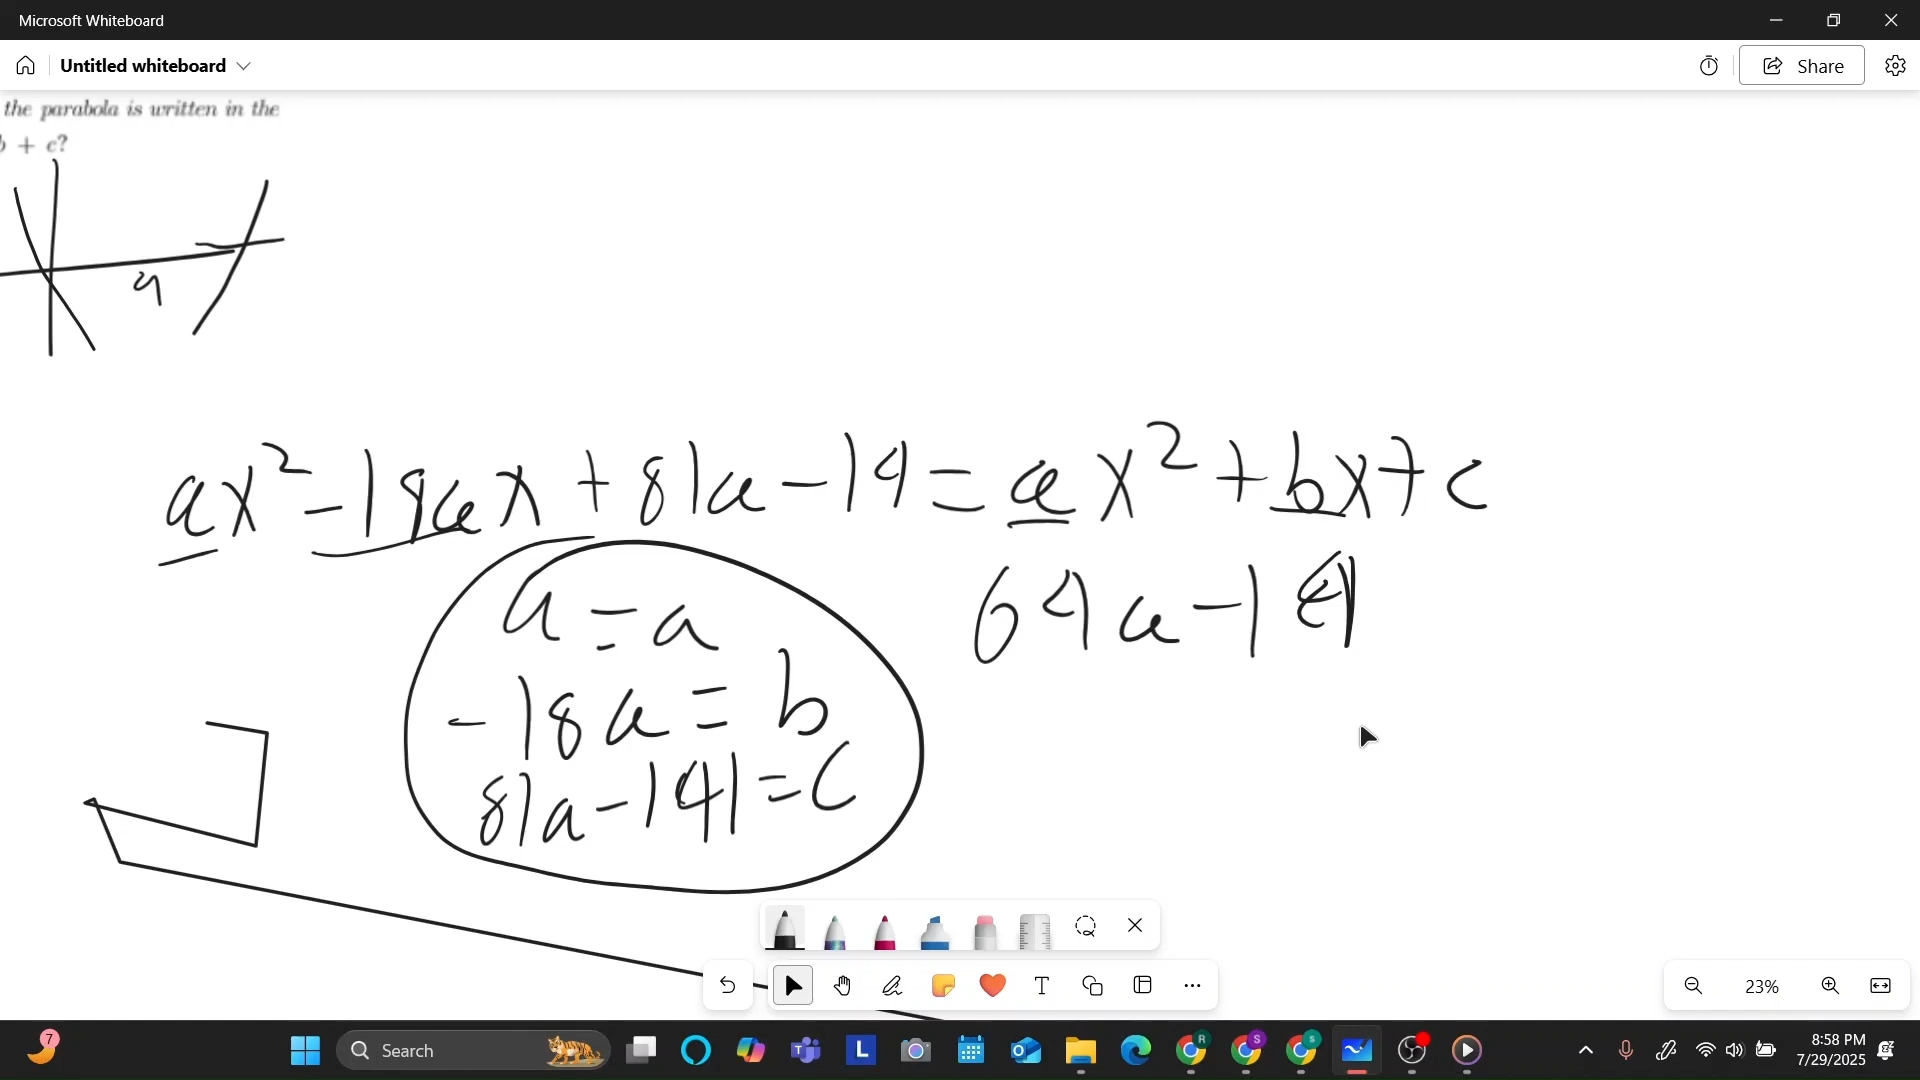 Microsoft Whiteboard
Untitled whiteboard
Share
the parabola is written in the
b + c?
a
ax² - 18ax + 81a - 14 = ax² + bx + c
a = a
64a - 14
-18a = b
81a - 14 = c
23%
7
Search
8:58 PM
7/29/2025